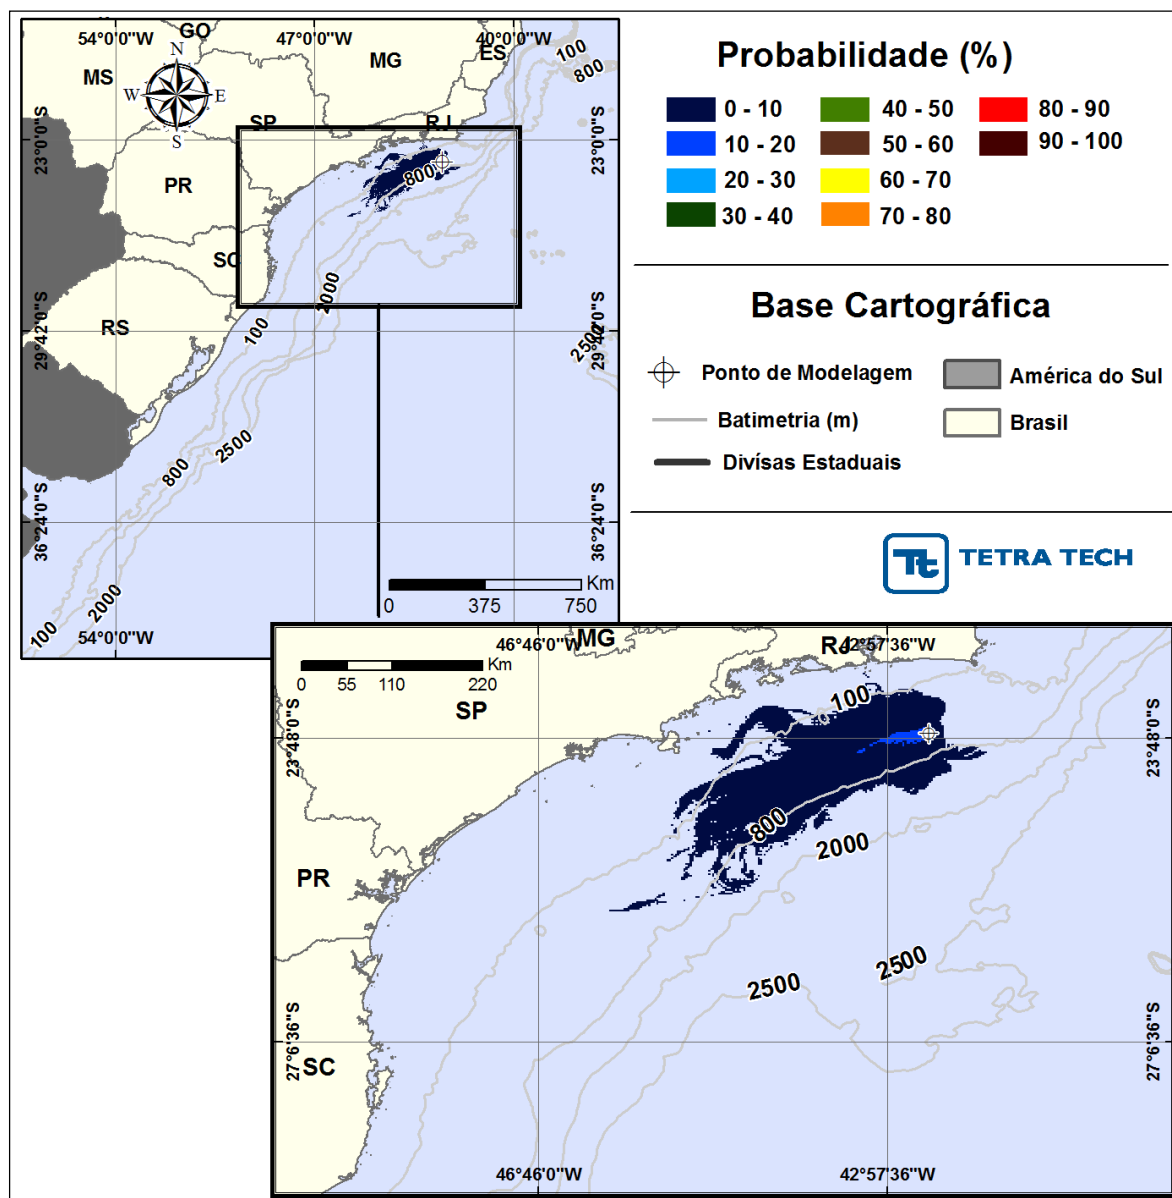 54°0'0"W
47°0'0"W
40°0'0"W
GO
MG
ES
MS
N
W
E
S
SP
RJ
100
800
23°0'0"S
23°0'0"S
PR
800
SC
RS
100
2000
2500
29°42'0"S
29°42'0"S
800
2500
36°24'0"S
36°24'0"S
2000
100
54°0'0"W
Km
0 375 750
Probabilidade (%)
0 - 10
40 - 50
80 - 90
10 - 20
50 - 60
90 - 100
20 - 30
60 - 70
30 - 40
70 - 80
Base Cartográfica
Ponto de Modelagem
América do Sul
Batimetria (m)
Brasil
Divísas Estaduais
Tt TETRA TECH
46°46'0"W
MG
RJ
42°57'36"W
Km
0 55 110 220
SP
100
23°48'0"S
23°48'0"S
800
2000
PR
2500
2500
27°6'36"S
27°6'36"S
SC
46°46'0"W
42°57'36"W